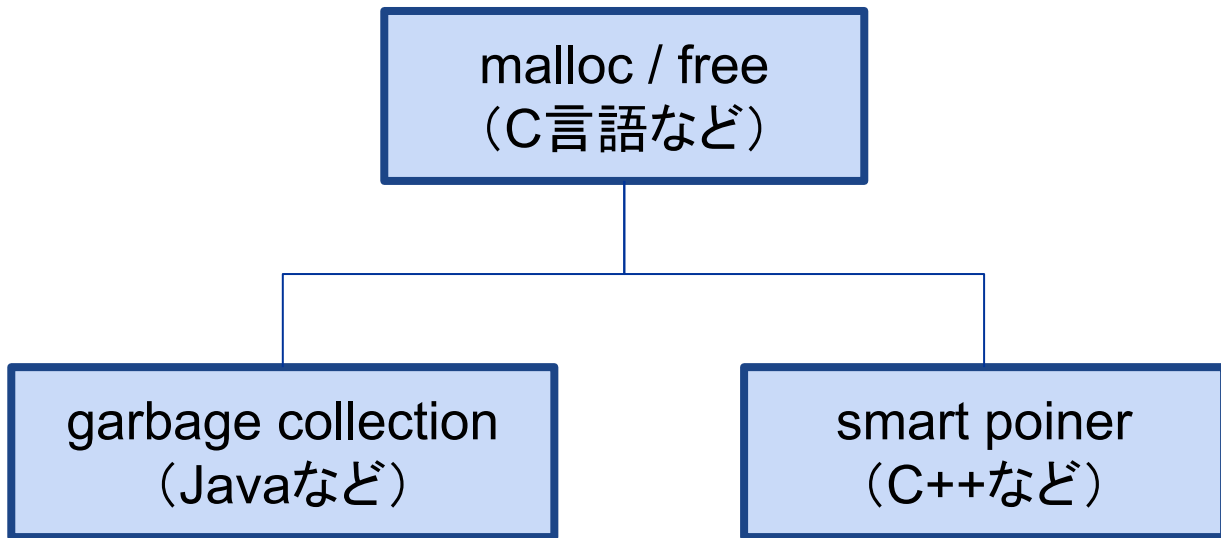 malloc / free
（C言語など）
garbage collection
（Javaなど）
smart poiner
（C++など）